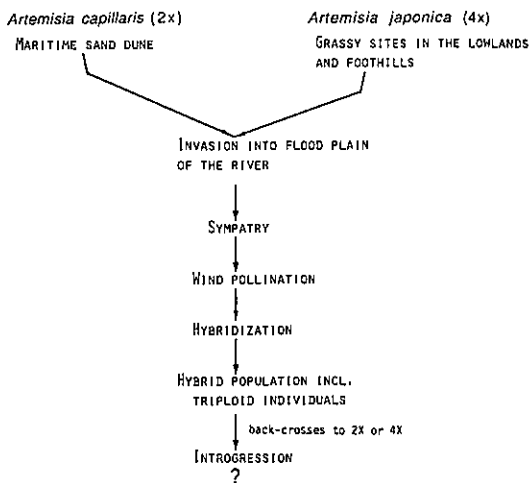 Artemisia capillaris (2x)
MARITIME SAND DUNE
Artemisia japonica (4x)
GRASSY SITES IN THE LOWLANDS
AND FOOTHILLS
INVASION INTO FLOOD PLAIN
OF THE RIVER
SYMPATRY
WIND POLLINATION
HYBRIDIZATION
HYBRID POPULATION INCL.
TRIPLOID INDIVIDUALS
back-crosses to 2X or 4X
INTROGRESSION
?